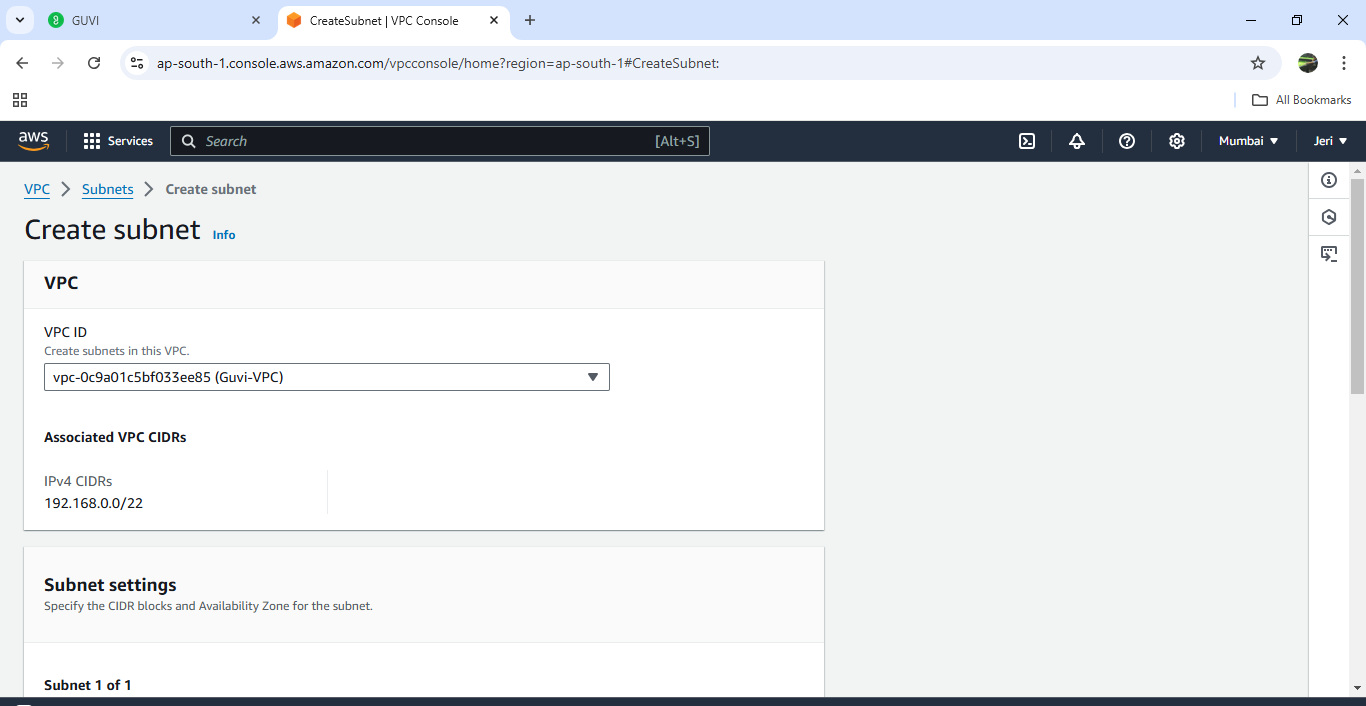 GUVI
CreateSubnet | VPC Console
ap-south-1.console.aws.amazon.com/vpcconsole/home?region=ap-south-1#CreateSubnet:
All Bookmarks
aws
Services
Search
[Alt+S]
Mumbai
Jeri
VPC
Subnets
Create subnet
Create subnet Info
VPC
VPC ID
Create subnets in this VPC.
vpc-0c9a01c5bf033ee85 (Guvi-VPC)
Associated VPC CIDRs
IPv4 CIDRs
192.168.0.0/22
Subnet settings
Specify the CIDR blocks and Availability Zone for the subnet.
Subnet 1 of 1